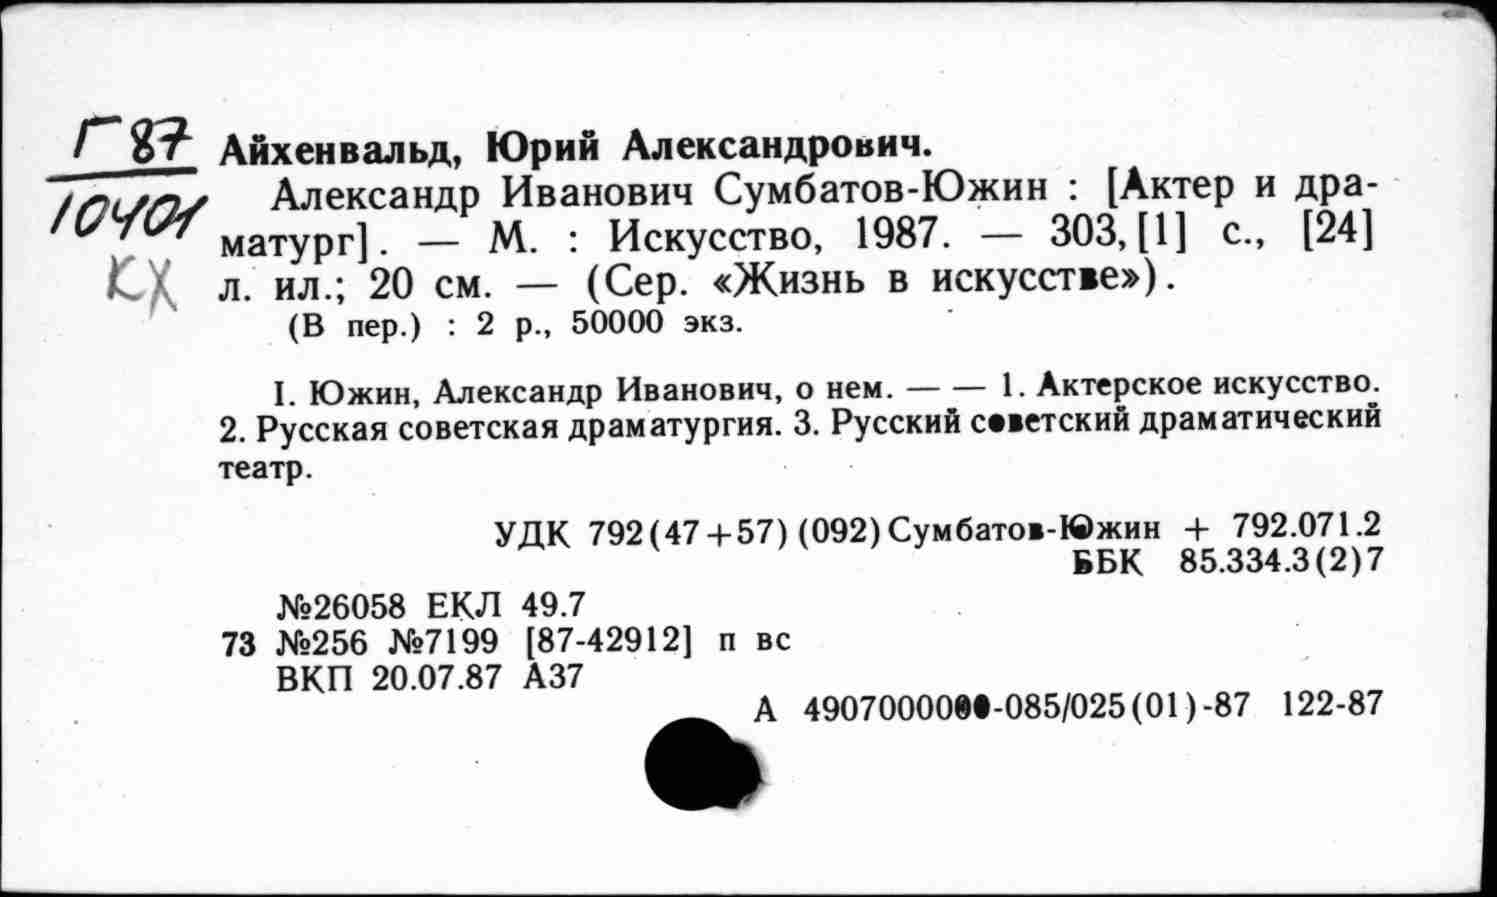 Г 87
10401
КХ
Айхенвальд, Юрий Александрович.
Александр Иванович Сумбатов-Южин : [Актер и дра-
матург]. — М. : Искусство, 1987. — 303,[1] с., [24]
л. ил.; 20 см. — (Сер. «Жизнь в искусстве»).
(В пер.) : 2 р., 50000 экз.
I. Южин, Александр Иванович, о нем. — — 1. Актерское искусство.
2. Русская советская драматургия. 3. Русский советский драматический
театр.
УДК 792(47+57)(092)Сумбатов-Южин + 792.071.2
ББК 85.334.3(2)7
№26058 ЕКЛ 49.7
73 №256 №7199 [87-42912] п вс
ВКП 20.07.87 А37
А 4907000000-085/025(01)-87 122-87